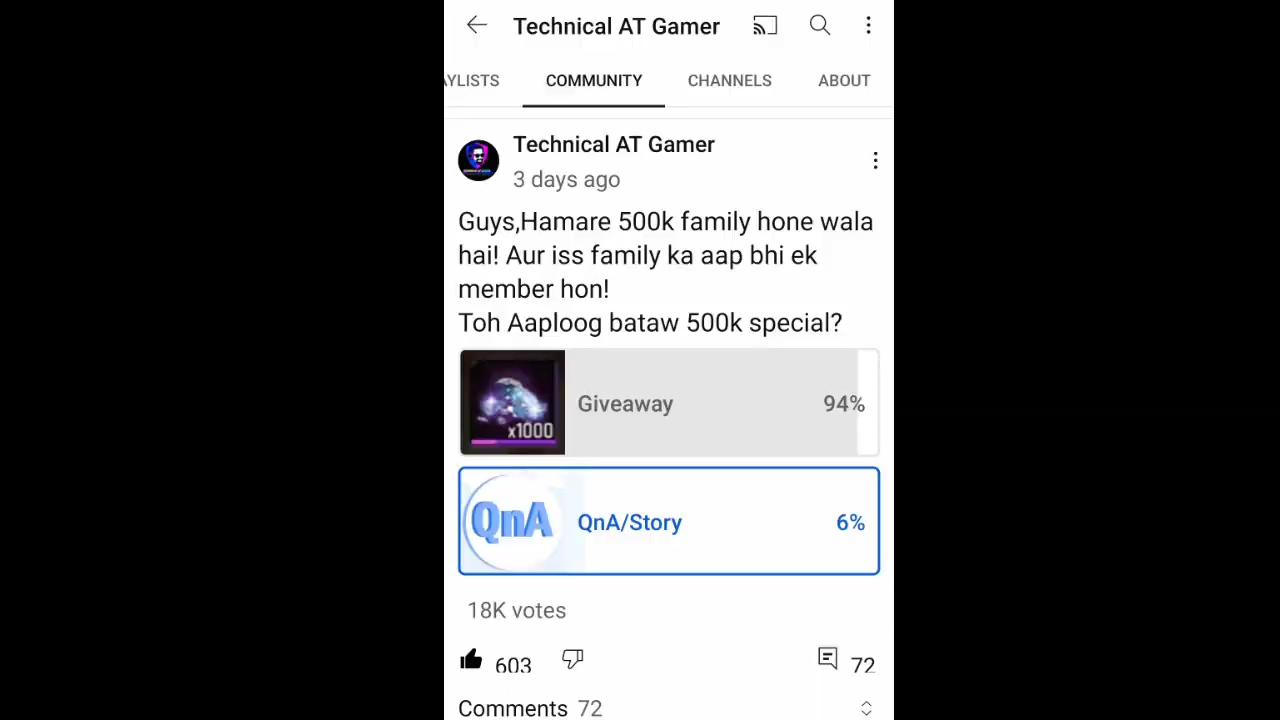 Technical AT Gamer
AYLISTS COMMUNITY CHANNELS ABOUT
Technical AT Gamer
3 days ago
Guys,Hamare 500k family hone wala
hai! Aur iss family ka aap bhi ek
member hon!
Toh Aaploog bataw 500k special?
x1000
Giveaway 94%
QnA
QnA/Story 6%
18K votes
603 72
Comments 72